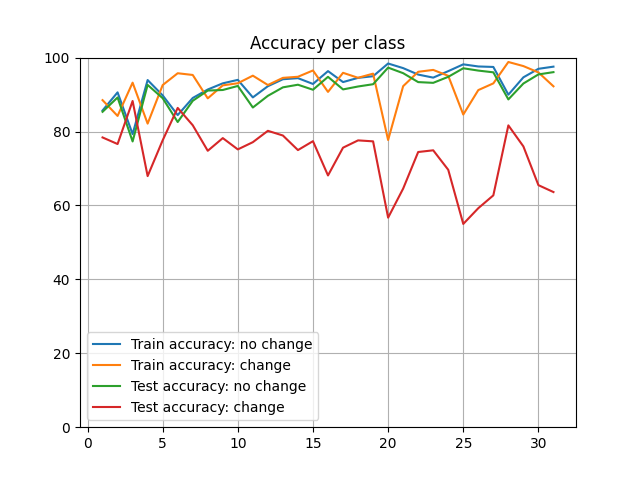 Accuracy per class
100
80
60
40
20
0
0 5 10 15 20 25 30
Train accuracy: no change
Train accuracy: change
Test accuracy: no change
Test accuracy: change